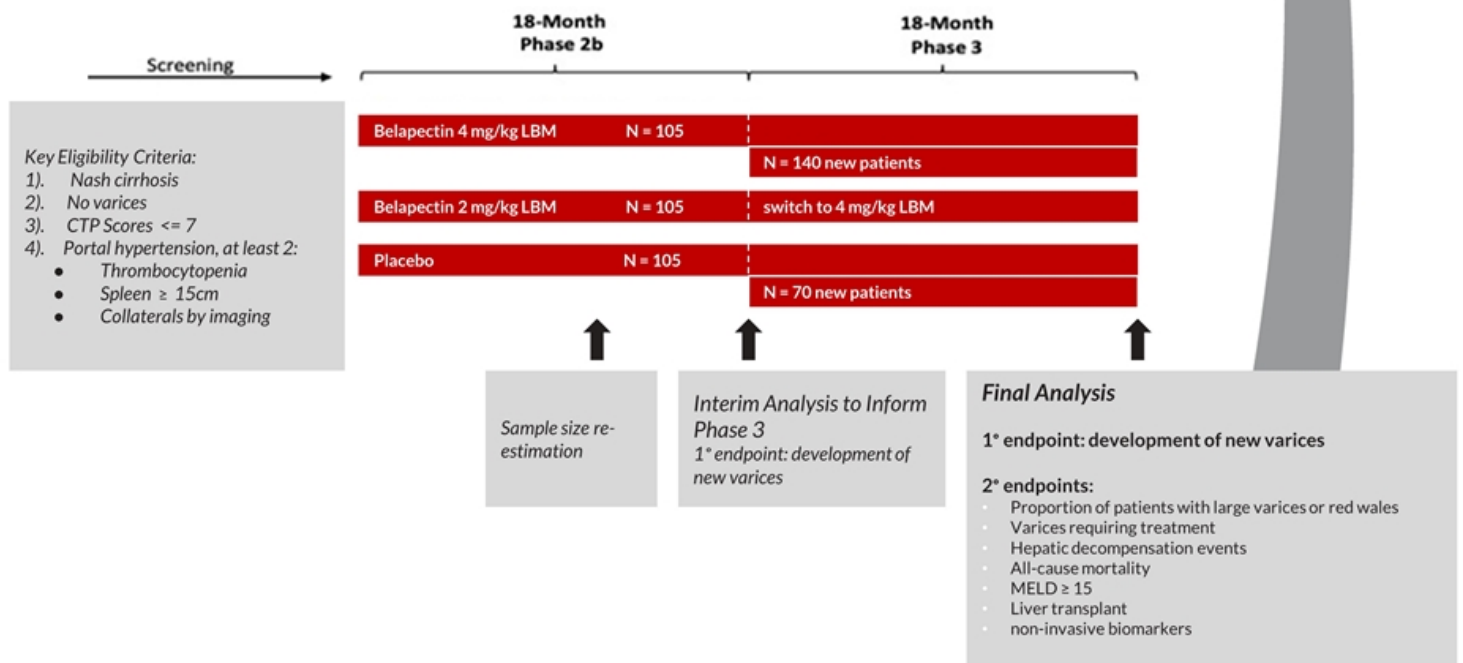 18-Month
Phase 2b
18-Month
Phase 3
Screening
Key Eligibility Criteria:
1). Nash cirrhosis
2). No varices
3). CTP Scores <= 7
4). Portal hypertension, at least 2:
● Thrombocytopenia
● Spleen ≥ 15cm
● Collaterals by imaging
Belapectin 4 mg/kg LBM N = 105
N = 140 new patients
Belapectin 2 mg/kg LBM N = 105 switch to 4 mg/kg LBM
Placebo N = 105
N = 70 new patients
Sample size re-
estimation
Interim Analysis to Inform
Phase 3
1° endpoint: development of
new varices
Final Analysis
1° endpoint: development of new varices
2° endpoints:
• Proportion of patients with large varices or red wales
• Varices requiring treatment
• Hepatic decompensation events
• All-cause mortality
• MELD ≥ 15
• Liver transplant
• non-invasive biomarkers